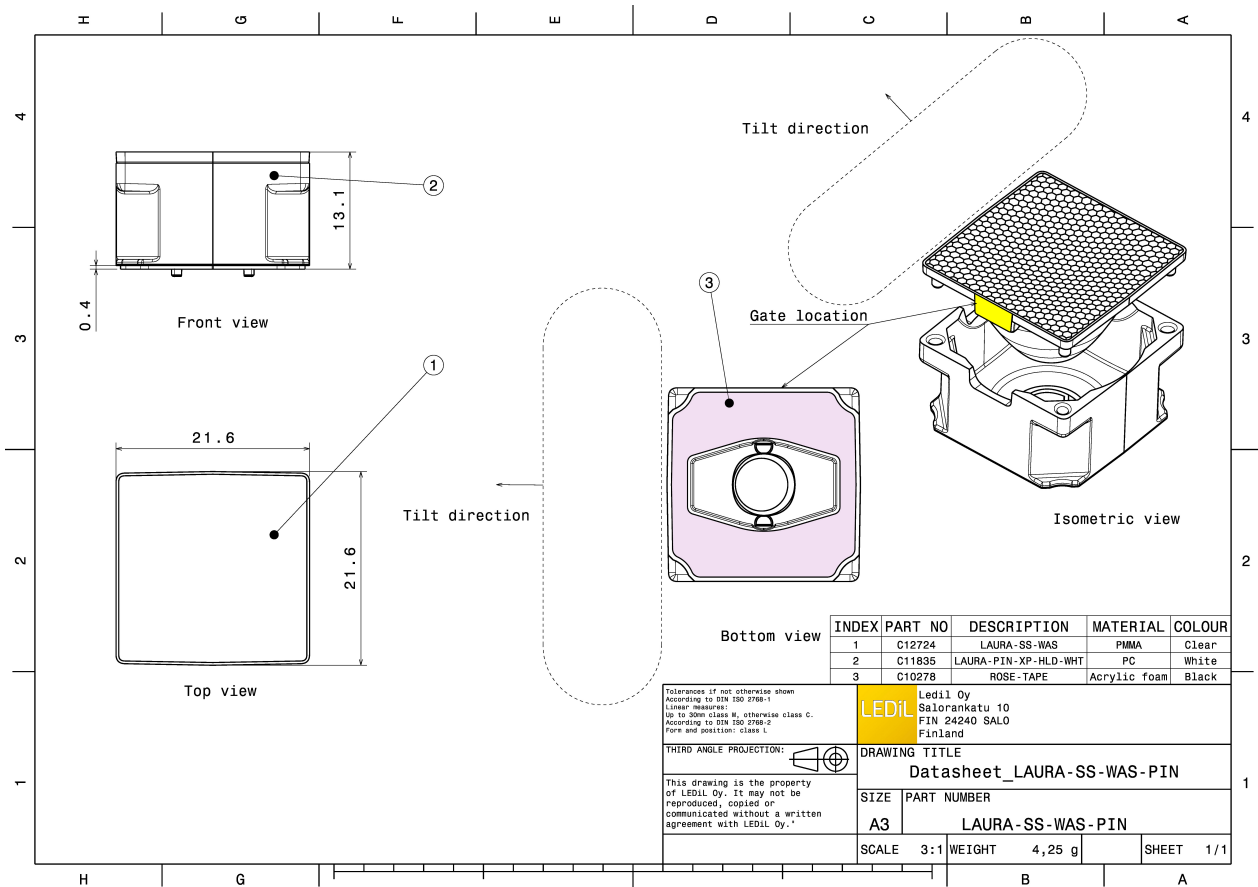 H G F E D C B A
4
4
Tilt direction
2
13.1
3
0.4
Front view
Gate location
3
3
1
21.6
Tilt direction
Isometric view
21.6
2
2
Bottom view
Top view
INDEX PART NO DESCRIPTION MATERIAL COLOUR
1 C12724 LAURA-SS-WAS PMMA Clear
2 C11835 LAURA-PIN-XP-HLD-WHT PC White
3 C10278 ROSE-TAPE Acrylic foam Black
Tolerances if not otherwise shown
According to DIN ISO 2768-1
Linear measures:
Up to 30mm class M, otherwise class C.
According to DIN ISO 2768-2
Form and position: class L
LEDiL
Ledil Oy
Salorankatu 10
FIN 24240 SALO
Finland
THIRD ANGLE PROJECTION:
DRAWING TITLE
Datasheet_LAURA-SS-WAS-PIN
1
1
This drawing is the property
of LEDiL Oy. It may not be
reproduced, copied or
communicated without a written
agreement with LEDiL Oy."
SIZE
A3
PART NUMBER
LAURA-SS-WAS-PIN
SCALE 3:1 WEIGHT 4,25 g SHEET 1/1
H G B A